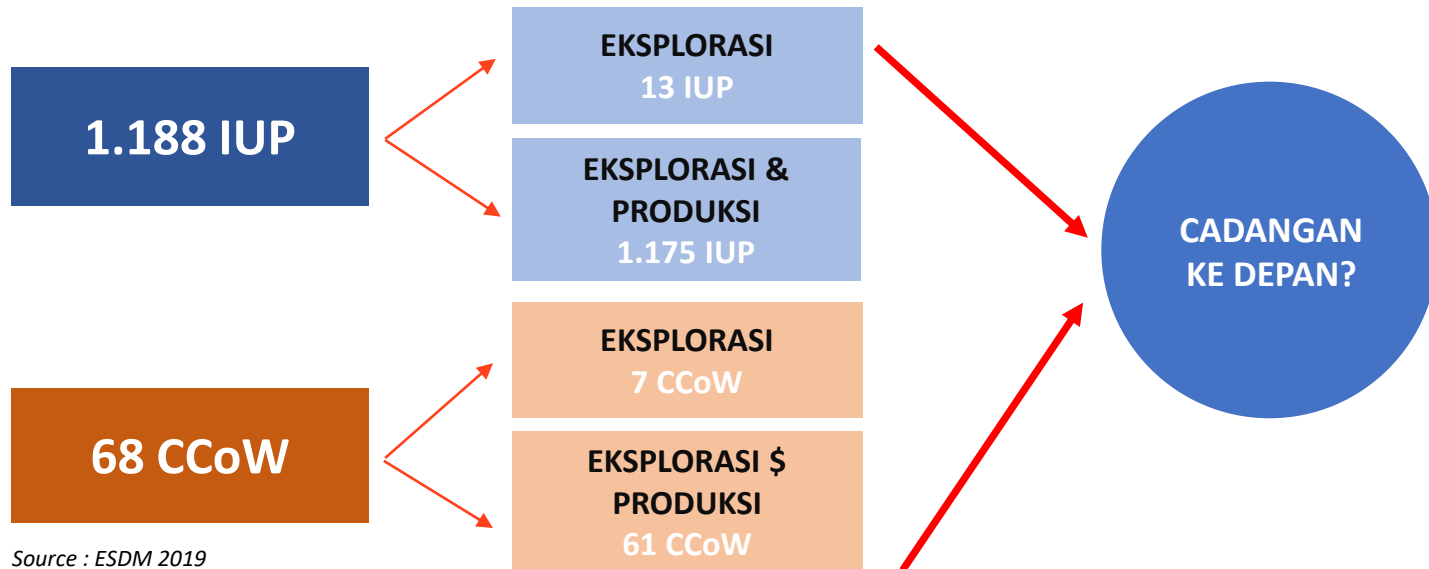 1.188 IUP
EKSPLORASI
13 IUP
EKSPLORASI &
PRODUKSI
1.175 IUP
68 CCoW
EKSPLORASI
7 CCoW
EKSPLORASI $
PRODUKSI
61 CCoW
CADANGAN
KE DEPAN?
Source : ESDM 2019